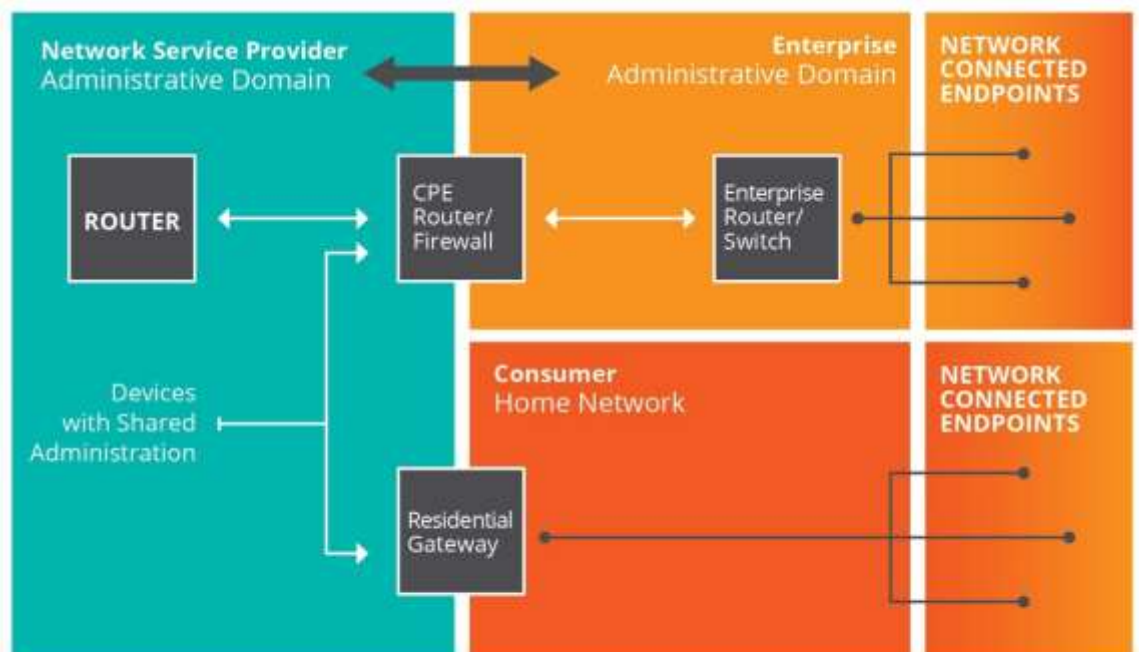 Network Service Provider
Administrative Domain
Enterprise
Administrative Domain
NETWORK
CONNECTED
ENDPOINTS
ROUTER
CPE
Router/
Firewall
Enterprise
Router/
Switch
Devices
with Shared
Administration
Consumer
Home Network
NETWORK
CONNECTED
ENDPOINTS
Residential
Gateway